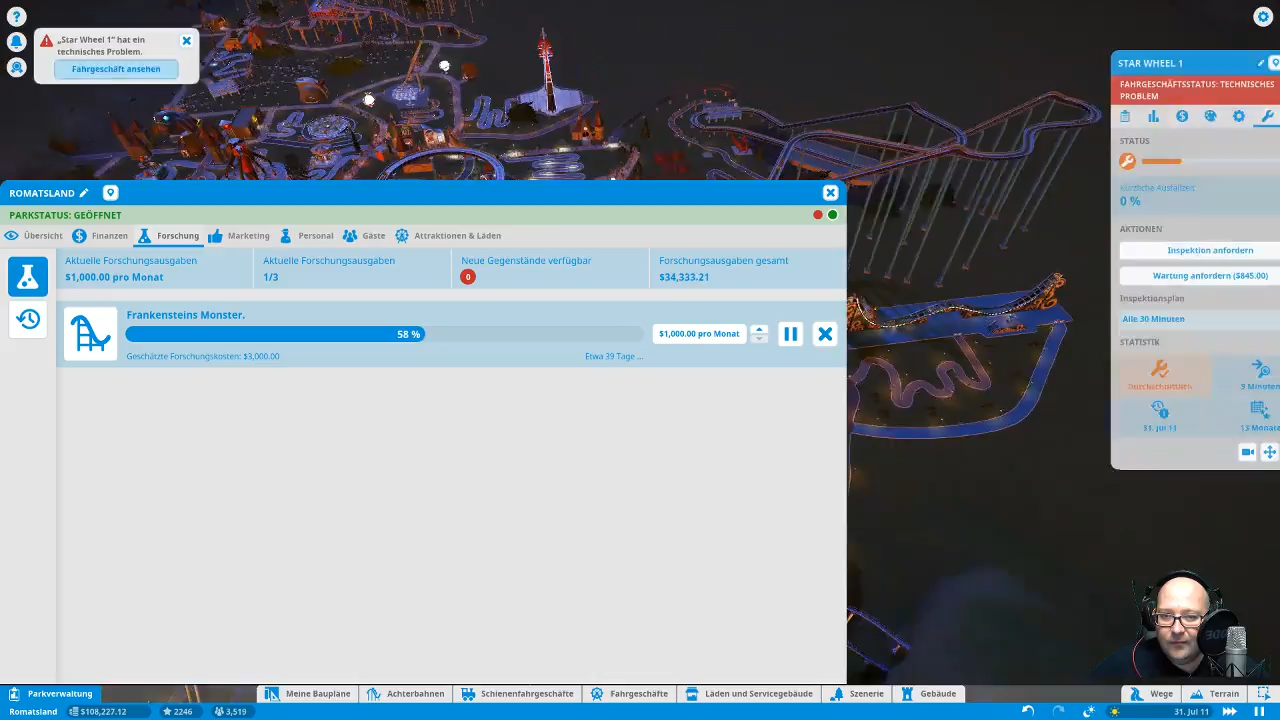 „Star Wheel 1“ hat ein
technisches Problem.
Fahrgeschäft ansehen
STAR WHEEL 1
FAHRGESCHÄFTSSTATUS: TECHNISCHES
PROBLEM
STATUS
Kürzliche Ausfallzeit
0 %
AKTIONEN
Inspektion anfordern
Wartung anfordern ($845.00)
Inspektionsplan
Alle 30 Minuten
STATISTIK
Durchschnittlich
9 Minuten
31. Jul 11
13 Monate
ROMATSLAND
PARKSTATUS: GEÖFFNET
Übersicht Finanzen Forschung Marketing Personal Gäste Attraktionen & Läden
Aktuelle Forschungsausgaben Aktuelle Forschungsausgaben Neue Gegenstände verfügbar Forschungsausgaben gesamt
$1,000.00 pro Monat 1/3 0 $34,333.21
Frankensteins Monster.
58 % $1,000.00 pro Monat
Geschätzte Forschungskosten: $3,000.00 Etwa 39 Tage ...
RODE
Parkverwaltung Meine Baupläne Achterbahnen Schienenfahrgeschäfte Fahrgeschäfte Läden und Servicegebäude Szenerie Gebäude Wege Terrain
Romatsland $108,227.12 2246 3,519 31. Jul 11